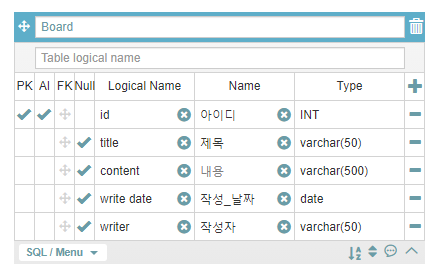 Board
Table logical name
PK AI FK Null Logical Name Name Type
id 아이디 INT
title 제목 varchar(50)
content 내용 varchar(500)
write date 작성_날짜 date
writer 작성자 varchar(50)
SQL / Menu